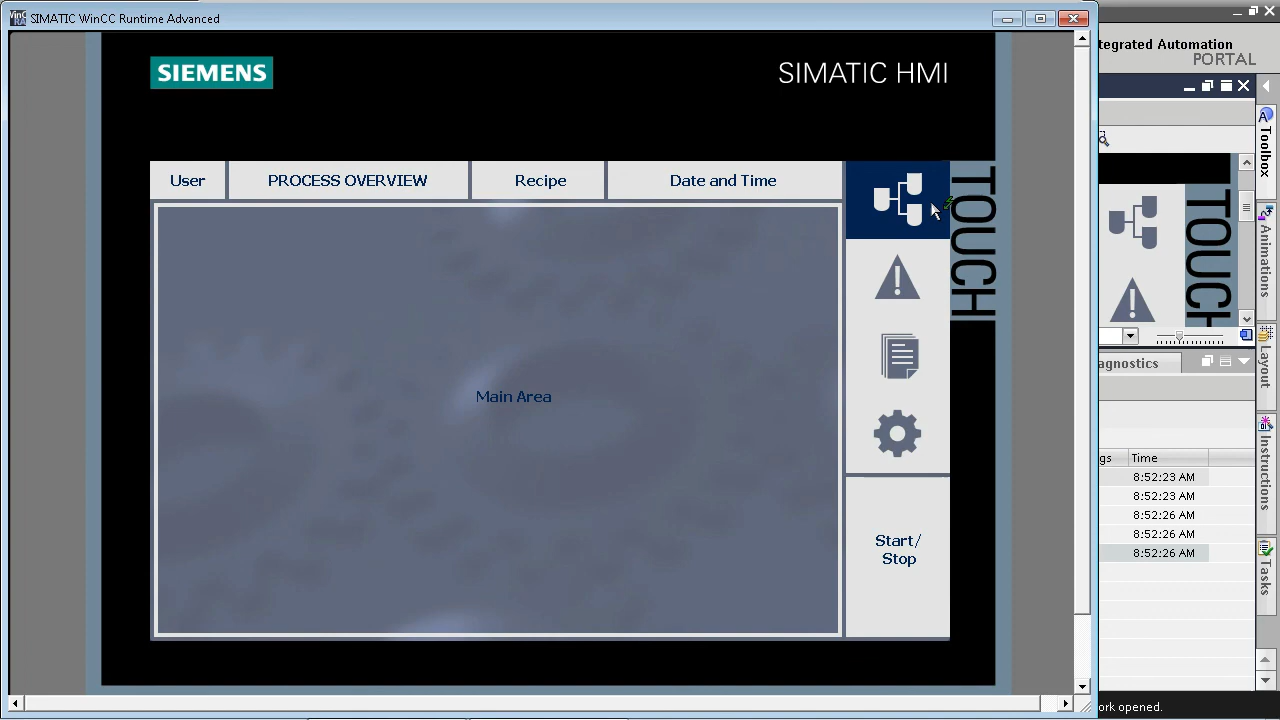 SIMATIC WinCC Runtime Advanced
SIEMENS
SIMATIC HMI
User
PROCESS OVERVIEW
Recipe
Date and Time
TOUCH
Main Area
Start/
Stop
tegrated Automation
PORTAL
TOUCH
agnostics
gs
Time
8:52:23 AM
8:52:23 AM
8:52:26 AM
8:52:26 AM
8:52:26 AM
ork opened.
Toolbox
Animations
Layout
Instructions
Tasks